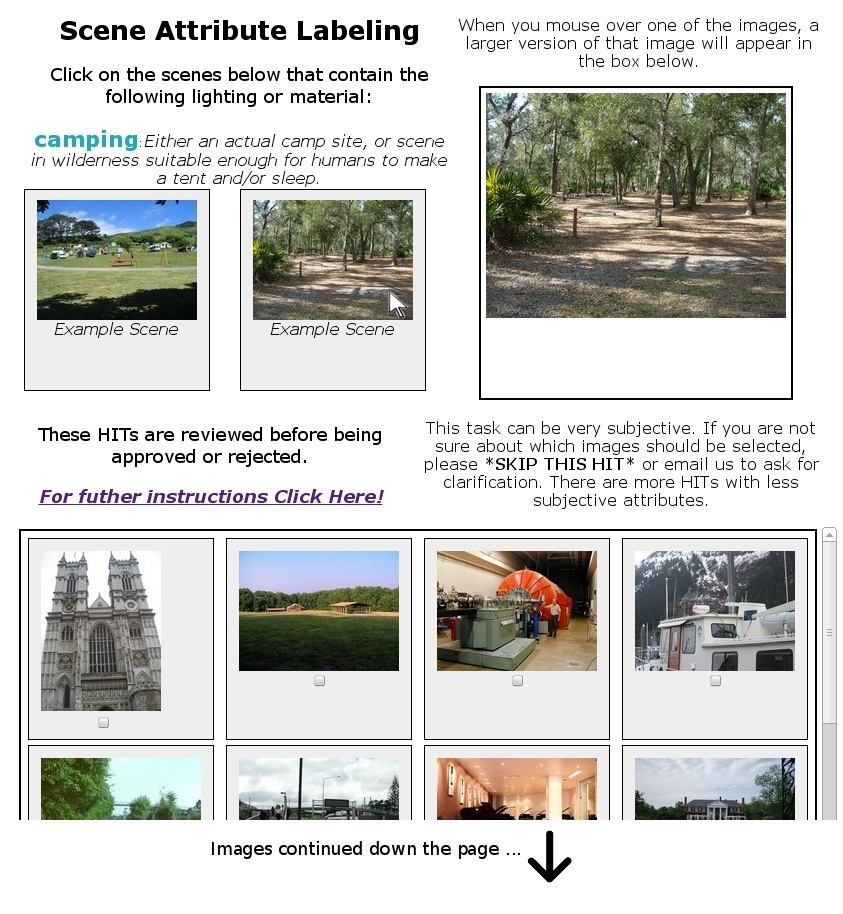 Scene Attribute Labeling
Click on the scenes below that contain the
following lighting or material:
camping:Either an actual camp site, or scene
in wilderness suitable enough for humans to make
a tent and/or sleep.
Example Scene
Example Scene
When you mouse over one of the images, a
larger version of that image will appear in
the box below.
These HITs are reviewed before being
approved or rejected.
For futher instructions Click Here!
This task can be very subjective. If you are not
sure about which images should be selected,
please *SKIP THIS HIT* or email us to ask for
clarification. There are more HITs with less
subjective attributes.
Images continued down the page ...